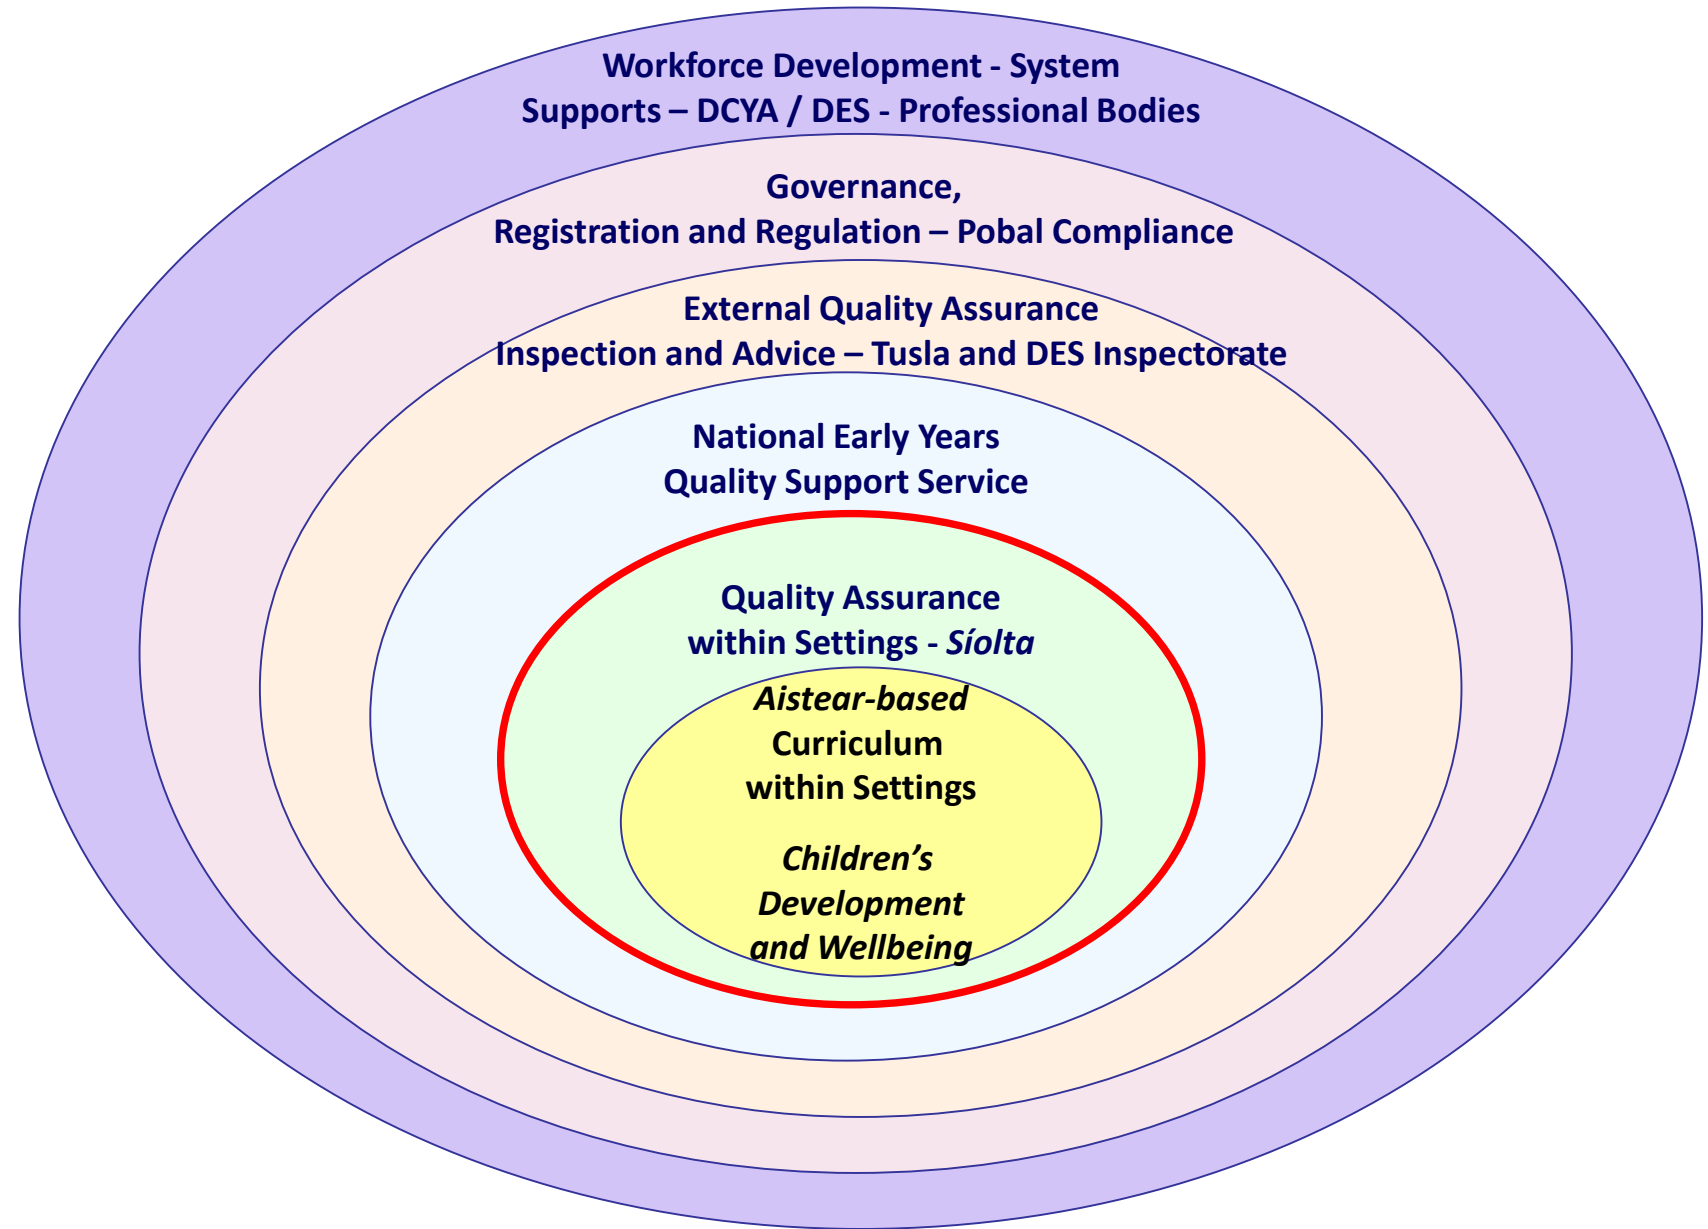 Workforce Development - System
Supports – DCYA / DES - Professional Bodies
Governance,
Registration and Regulation – Pobal Compliance
External Quality Assurance
Inspection and Advice – Tusla and DES Inspectorate
National Early Years
Quality Support Service
Quality Assurance
within Settings - Síolta
Aistear-based
Curriculum
within Settings
Children’s
Development
and Wellbeing